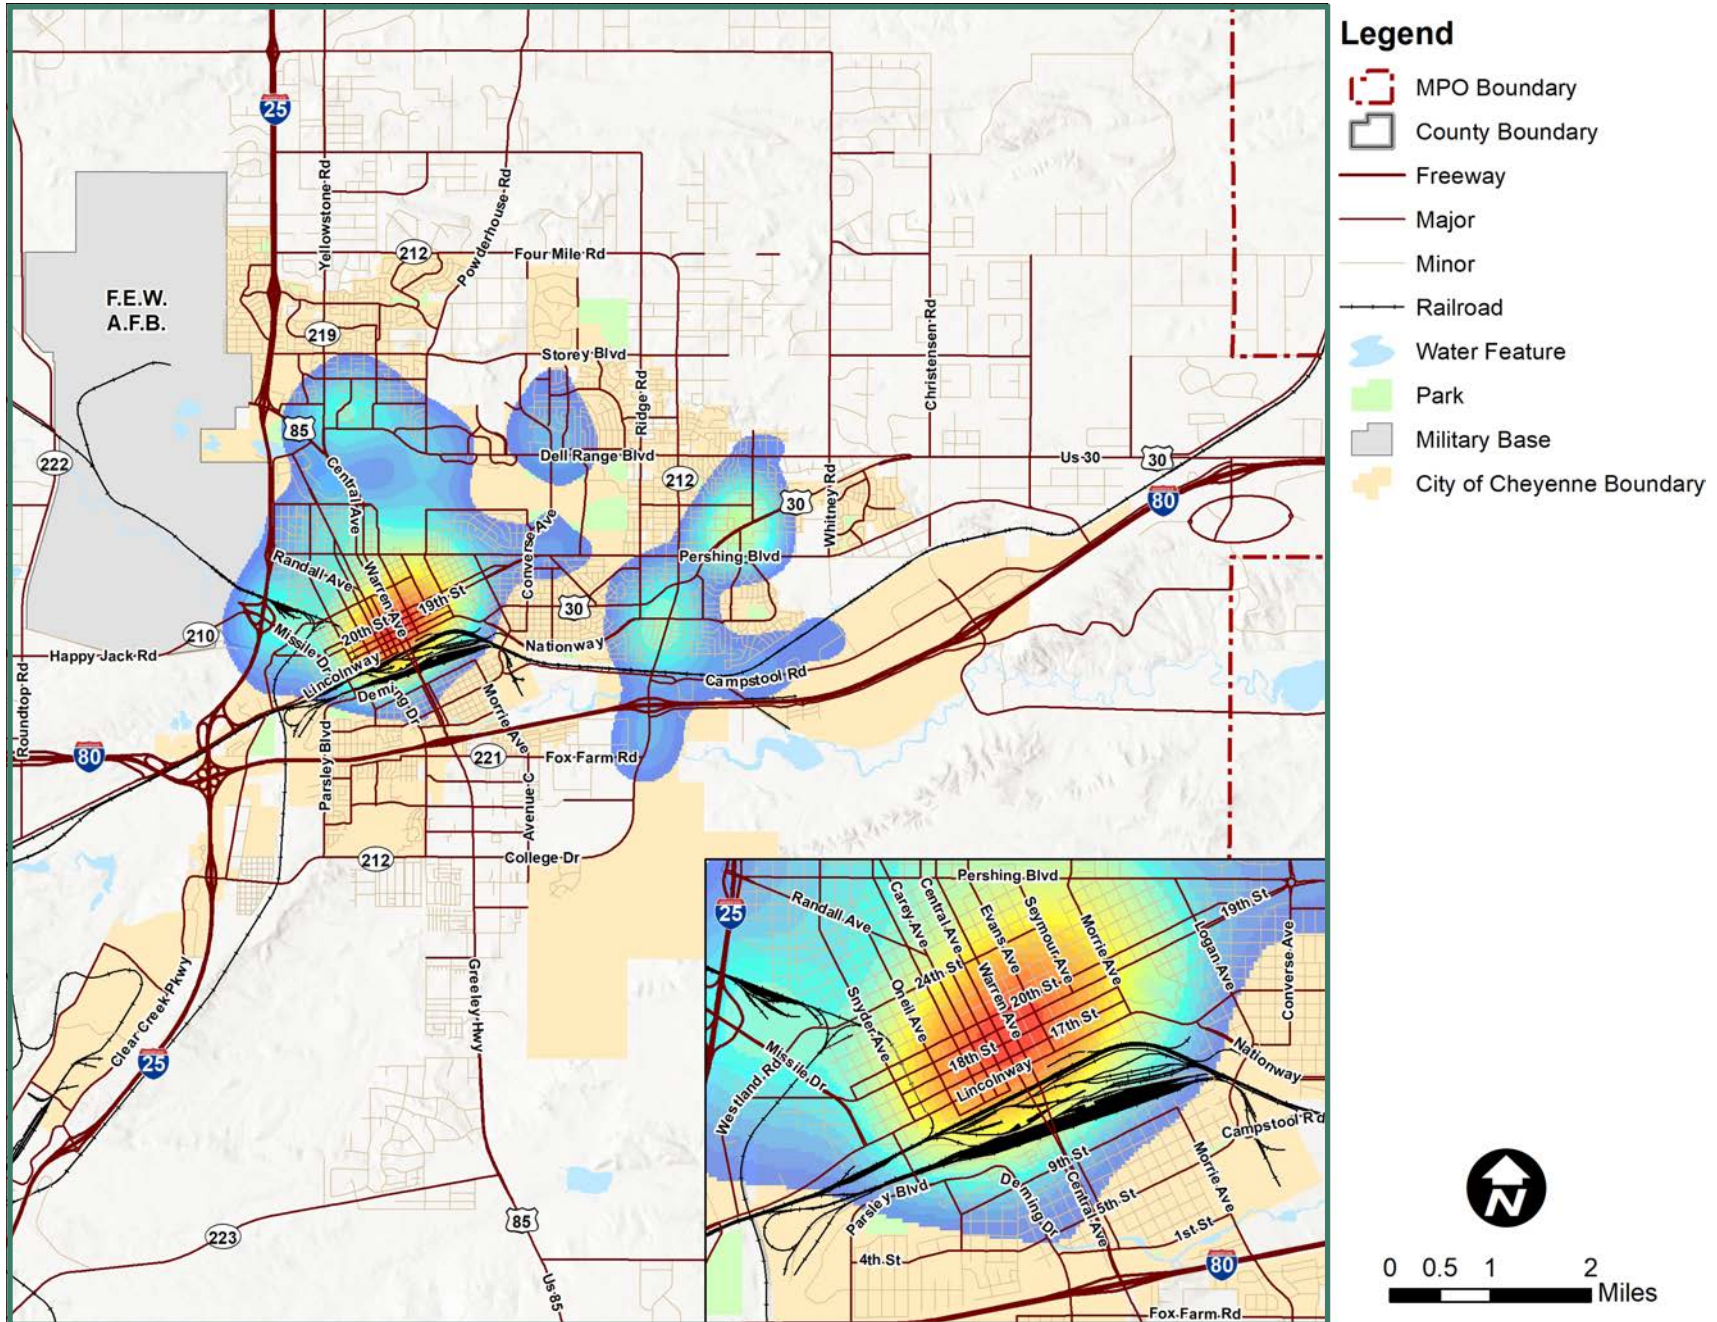 Legend
MPO Boundary
County Boundary
Freeway
Major
Minor
Railroad
Water Feature
Park
Military Base
City of Cheyenne Boundary
25
Yellowstone Rd
Powderhouse Rd
212
Four Mile Rd
F.E.W.
A.F.B.
219
Storey Blvd
Ridge Rd
Christensen Rd
85
222
Central Ave
Dell Range Blvd
212
Us 30
30
30
80
Whitney Rd
Converse Ave
Randall Ave
Warren Ave
Pershing Blvd
19th St
30
20th St
210
Missile Dr
Happy Jack Rd
Lincolnway
Nationway
Deming Dr
Campstool Rd
Morrie Ave
Roundtop Rd
Parsley Blvd
80
221
Fox Farm Rd
Avenue C
212
College Dr
Clear Creek Pkwy
Greeley Hwy
25
85
223
Us 85
Pershing Blvd
25
Randall Ave
Carey Ave
Central Ave
Evans Ave
Seymour Ave
Morrie Ave
19th St
Logan Ave
Converse Ave
24th St
Oneil Ave
Snyder Ave
Warren Ave
20th St
17th St
18th St
Lincolnway
Missile Dr
Westland Rd
Nationway
Campstool Rd
9th St
Deming Dr
Central Ave
5th St
Morrie Ave
Parsley Blvd
1st St
4th St
80
Fox Farm Rd
N
0 0.5 1 2
Miles